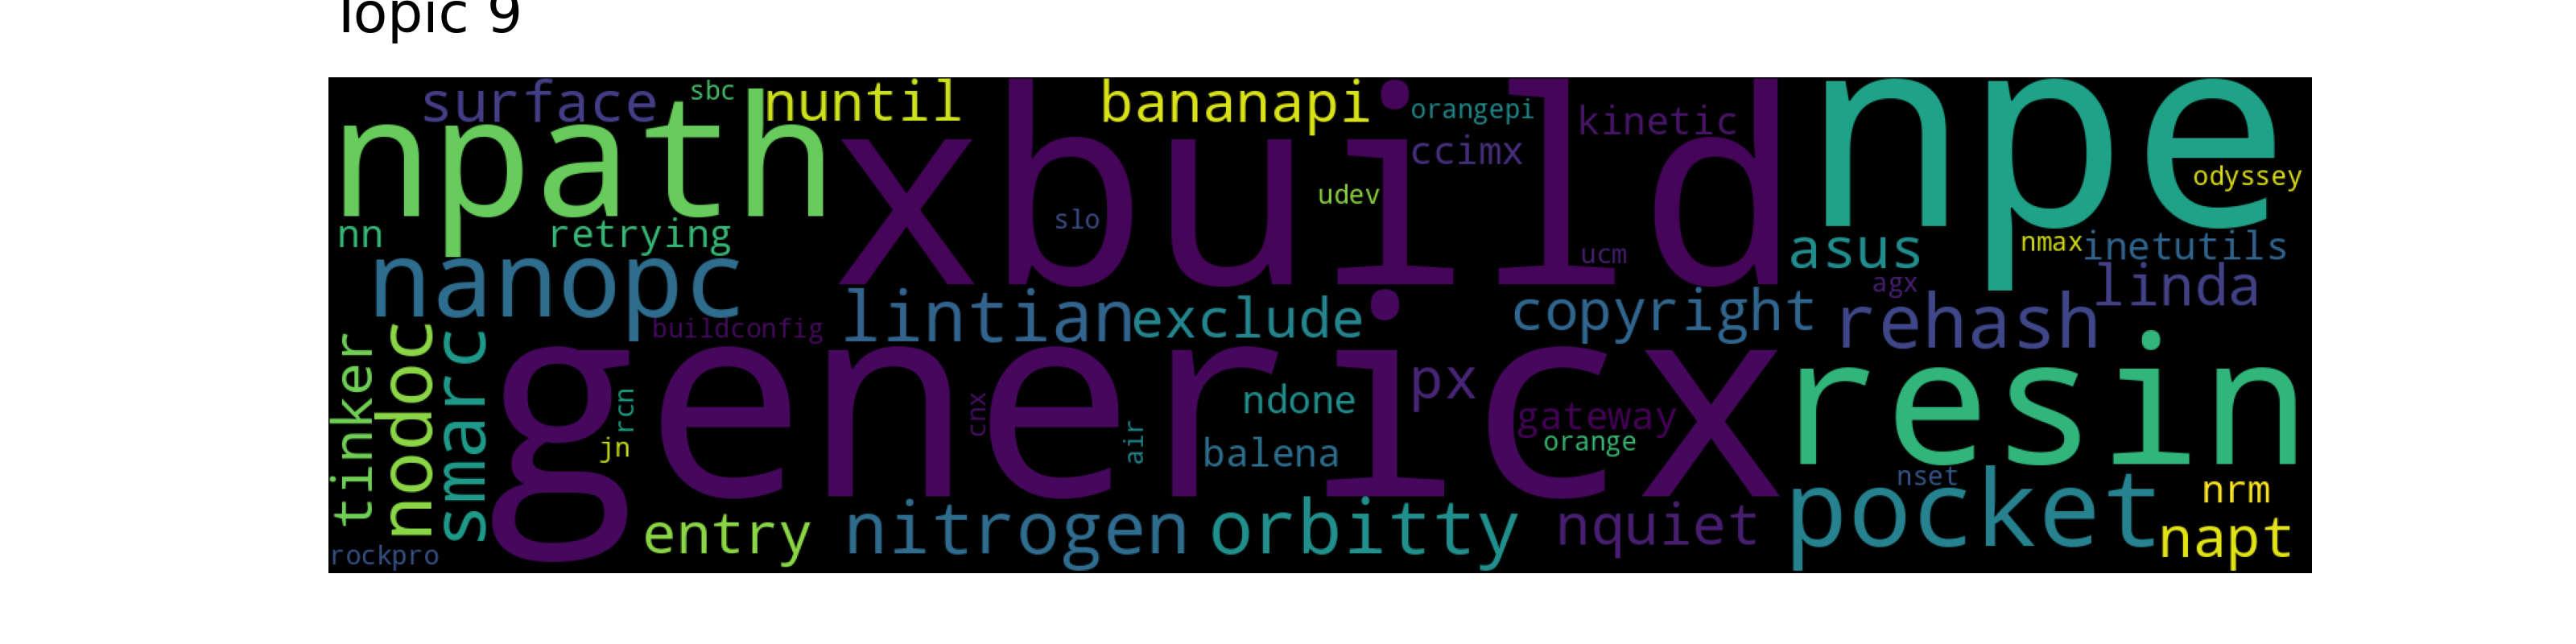 Topic 9
surface sbc nuntil bananapi orangepi kinetic npe
npath xbuild ccimx odyssey
udev slo
nn retrying ucm asus nmax inetutils
nanopc agx linda
buildconfig lintian exclude copyright rehash
tinker nodoc smarc genericx rcn cnx ndone px resin
jn air balena gateway orange
nset pocket nrm
rockpro entry nitrogen orbitty nquiet napt